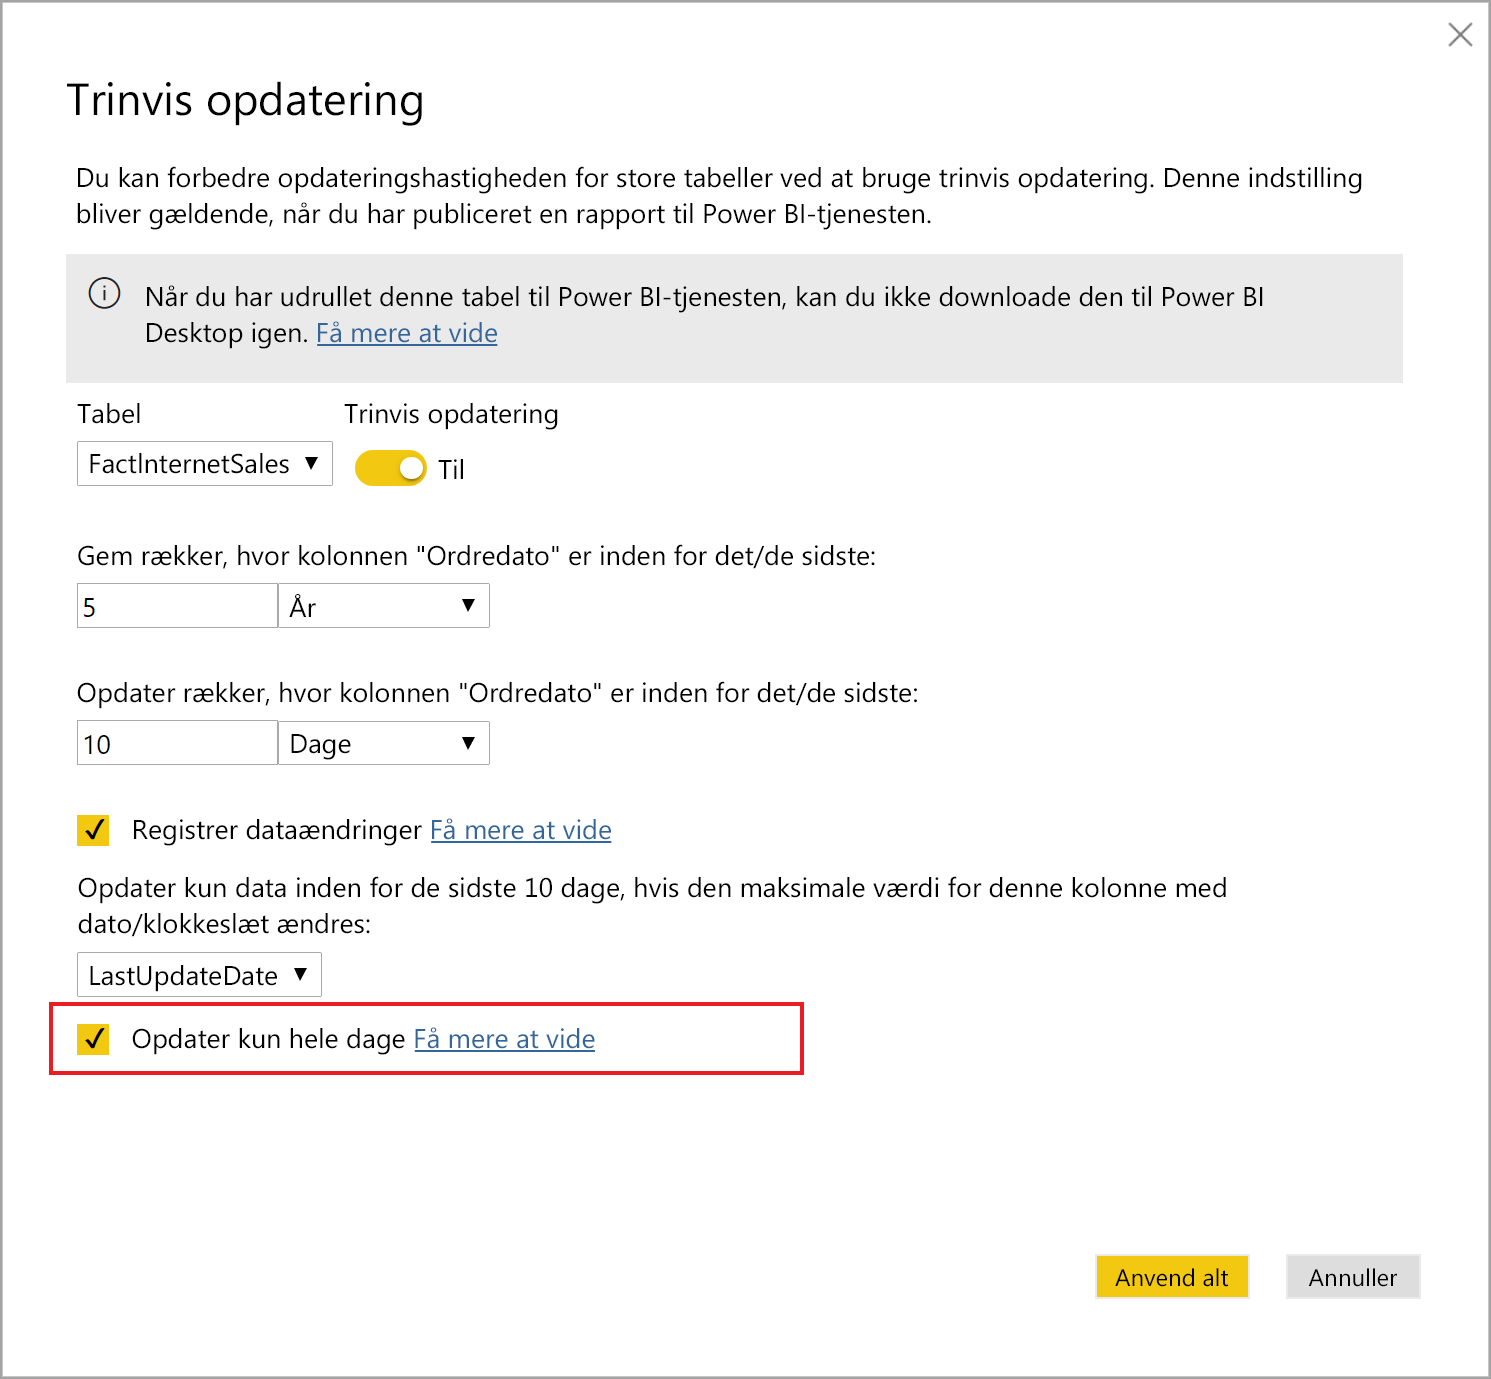 Trinvis opdatering
Du kan forbedre opdateringshastigheden for store tabeller ved at bruge trinvis opdatering. Denne indstilling
bliver gældende, når du har publiceret en rapport til Power BI-tjenesten.
Når du har udrullet denne tabel til Power BI-tjenesten, kan du ikke downloade den til Power BI
Desktop igen. Få mere at vide
Tabel Trinvis opdatering
FactInternetSales Til
Gem rækker, hvor kolonnen "Ordredato" er inden for det/de sidste:
5 År
Opdater rækker, hvor kolonnen "Ordredato" er inden for det/de sidste:
10 Dage
Registrer dataændringer Få mere at vide
Opdater kun data inden for de sidste 10 dage, hvis den maksimale værdi for denne kolonne med
dato/klokkeslæt ændres:
LastUpdateDate
Opdater kun hele dage Få mere at vide
Anvend alt Annuller